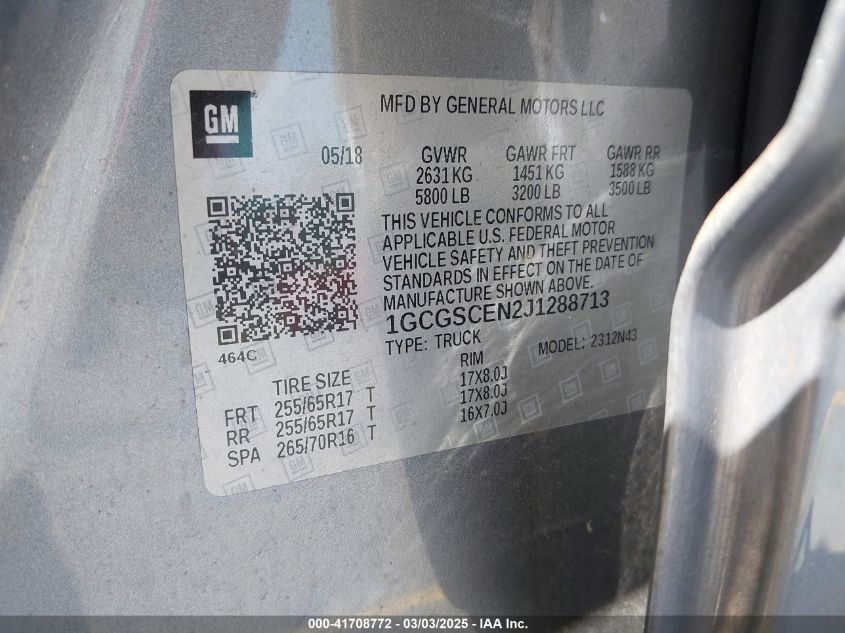 GM
MFD BY GENERAL MOTORS LLC
05/18
GVWR GAWR FRT GAWR RR
2631 KG 1451 KG 1588 KG
5800 LB 3200 LB 3500 LB
THIS VEHICLE CONFORMS TO ALL
APPLICABLE U.S. FEDERAL MOTOR
VEHICLE SAFETY AND THEFT PREVENTION
STANDARDS IN EFFECT ON THE DATE OF
MANUFACTURE SHOWN ABOVE.
1GCGSCEN2J1288713
464C
TYPE: TRUCK MODEL: 2312N43
TIRE SIZE RIM
FRT 255/65R17 T 17X8.0J
RR 255/65R17 T 17X8.0J
SPA 265/70R16 T 16X7.0J
000-41708772 - 03/03/2025 - IAA Inc.